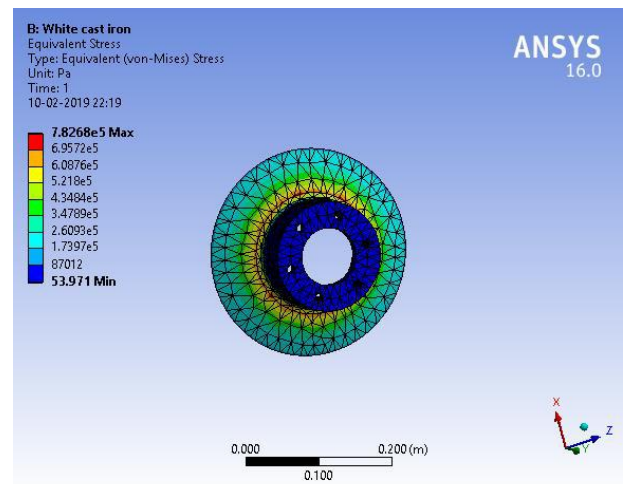 B: White cast iron
Equivalent Stress
Type: Equivalent (von-Mises) Stress
Unit: Pa
Time: 1
10-02-2019 22:19
ANSYS
16.0
7.8268e5 Max
6.9572e5
6.0876e5
5.218e5
4.3484e5
3.4789e5
2.6093e5
1.7397e5
87012
53.971 Min
X
Z
Y
0.000
0.200 (m)
0.100